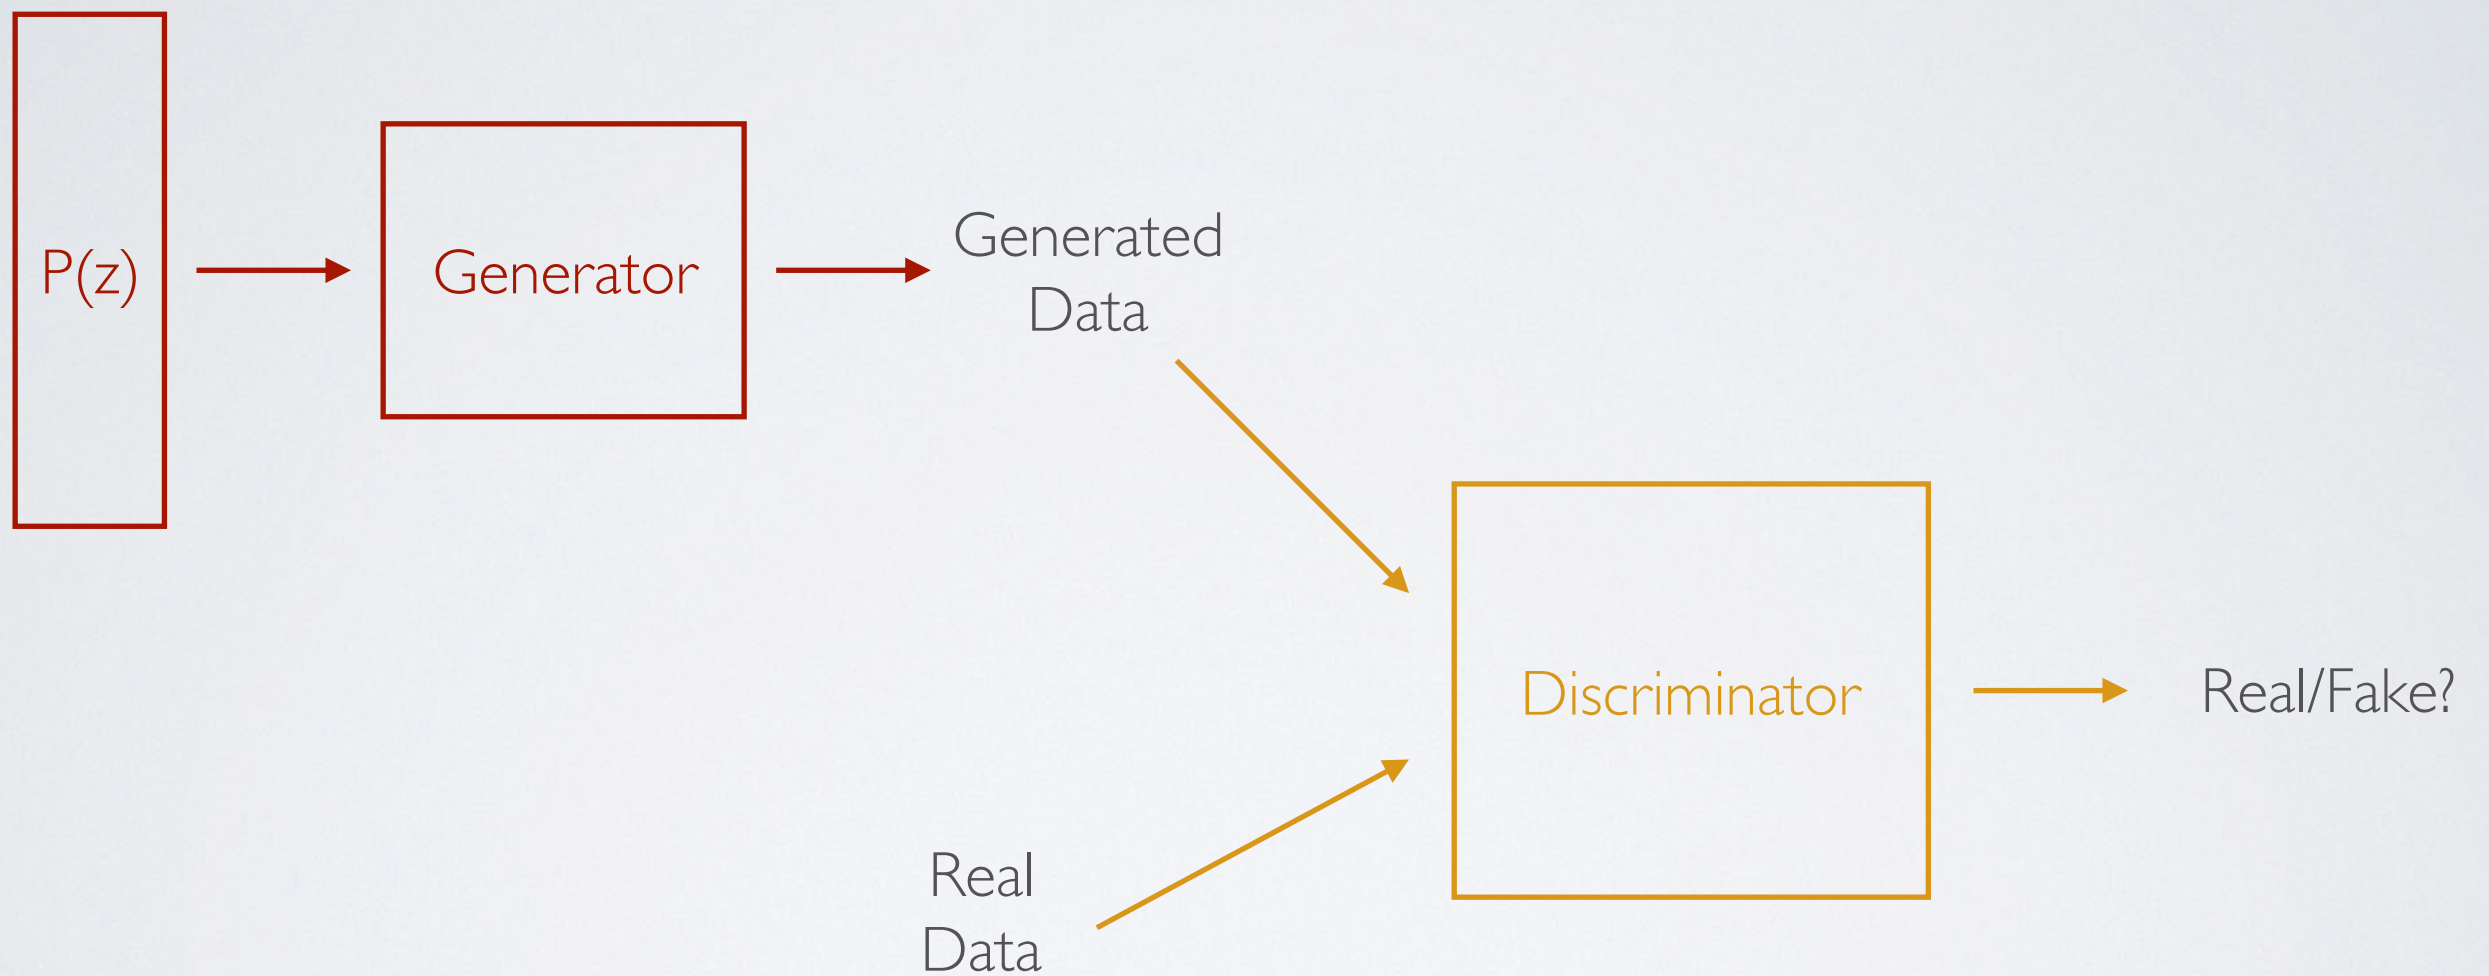 P(z)
Generator
Generated
Data
Discriminator
Real/Fake?
Real
Data